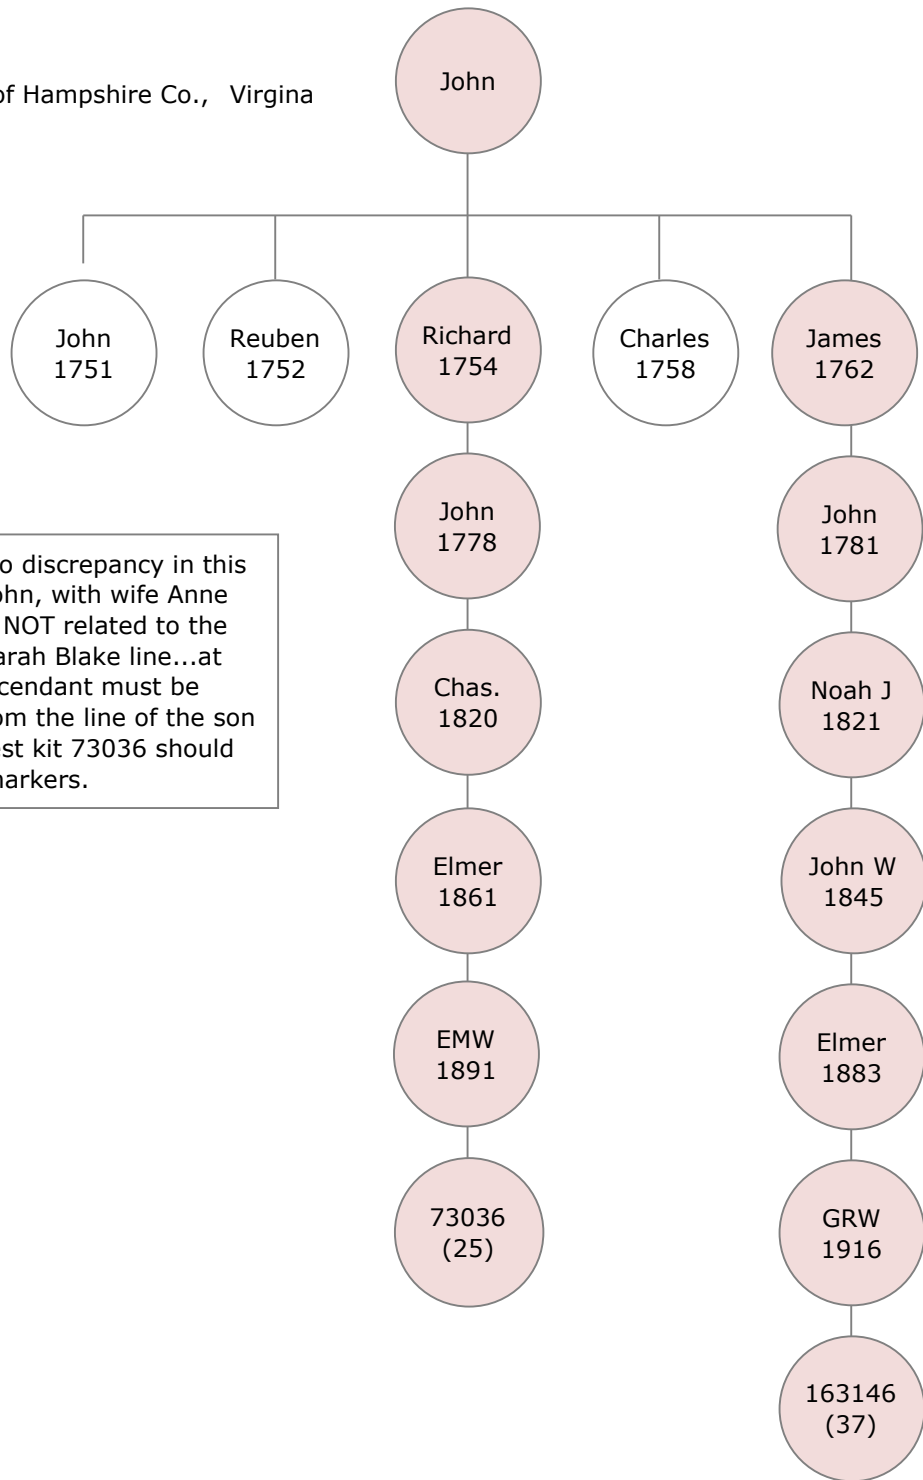 of Hampshire Co., Virgina
John
John
1751
Reuben
1752
Richard
1754
Charles
1758
James
1762
John
1778
John
1781
o discrepancy in this
ohn, with wife Anne
NOT related to the
arah Blake line...at
cendant must be
om the line of the son
est kit 73036 should
narkers.
Chas.
1820
Noah J
1821
Elmer
1861
John W
1845
EMW
1891
Elmer
1883
73036
(25)
GRW
1916
163146
(37)